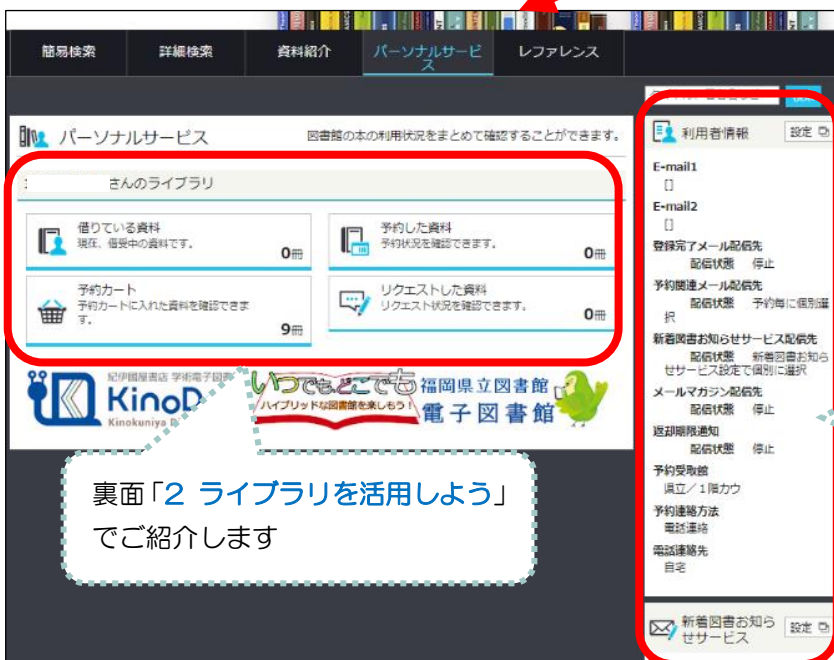 簡易検索
詳細検索
資料紹介
パーソナルサービ
ス
レファレンス
パーソナルサービス
図書館の本の利用状況をまとめて確認することができます。
さんのライブラリ
借りている資料
現在、借受中の資料です。
0冊
予約した資料
予約状況を確認できます。
0冊
予約カート
予約カートに入れた資料を確認できま
す。
9冊
リクエストした資料
リクエスト状況を確認できます。
0冊
紀伊國屋書店 学術電子図書
KinoD
Kinokuniya
いつでもどこでも
ハイブリッドな図書館を楽しもう!
福岡県立図書館
電子図書館
裏面「2 ライブラリを活用しよう」
でご紹介します
利用者情報
設定
E-mail1
[]
E-mail2
[]
登録完了メール配信先
配信状態 停止
予約関連メール配信先
配信状態 予約毎に個別選
択
新着図書お知らせサービス配信先
配信状態 新着図書お知ら
せサービス設定で個別に選択
メールマガジン配信先
配信状態 停止
返却期限通知
配信状態 停止
予約受取館
県立/1階カウ
予約連絡方法
電話連絡
電話連絡先
自宅
新着図書お知ら
せサービス
設定